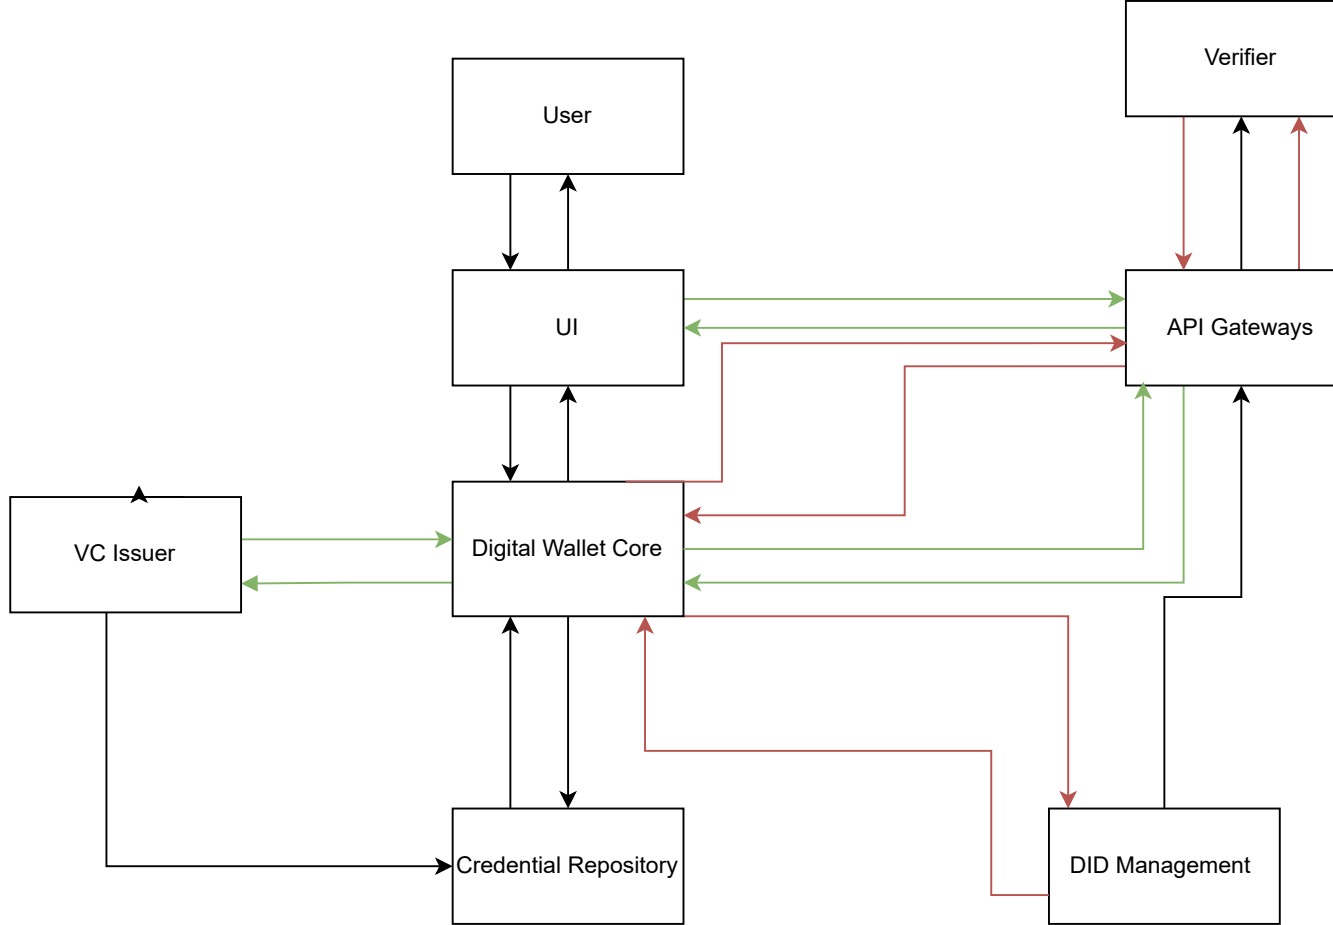 Verifier
User
UI
API Gateways
VC Issuer
Digital Wallet Core
Credential Repository
DID Management